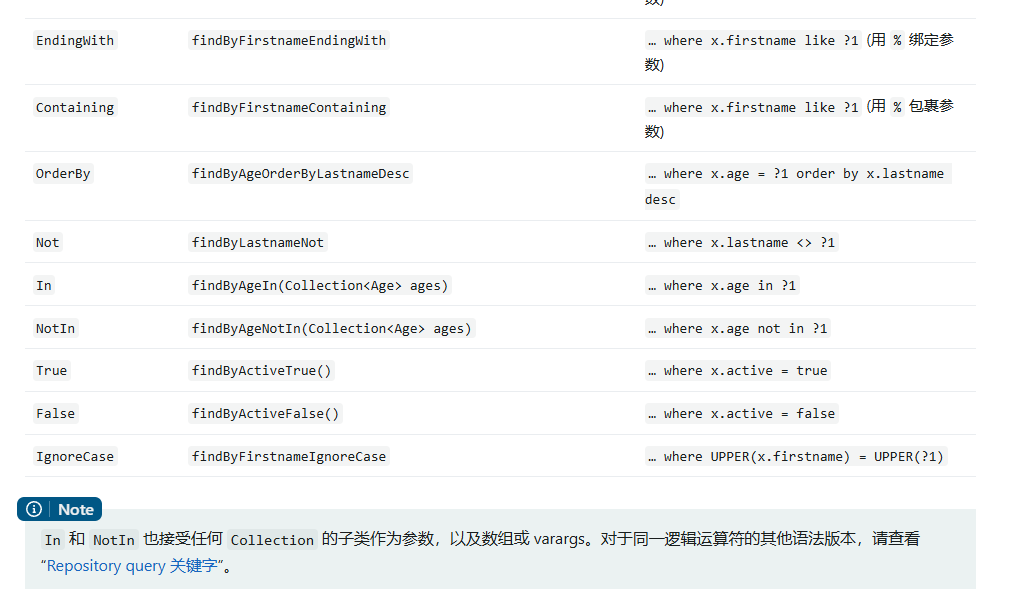 数)
EndingWith findByFirstnameEndingWith … where x.firstname like ?1 (用 % 绑定参
数)
Containing findByFirstnameContaining … where x.firstname like ?1 (用 % 包裹参
数)
OrderBy findByAgeOrderByLastnameDesc … where x.age = ?1 order by x.lastname
desc
Not findByLastnameNot … where x.lastname <> ?1
In findByAgeIn(Collection<Age> ages) … where x.age in ?1
NotIn findByAgeNotIn(Collection<Age> ages) … where x.age not in ?1
True findByActiveTrue() … where x.active = true
False findByActiveFalse() … where x.active = false
IgnoreCase findByFirstnameIgnoreCase … where UPPER(x.firstname) = UPPER(?1)
Note
In 和 NotIn 也接受任何 Collection 的子类作为参数，以及数组或 varargs。对于同一逻辑运算符的其他语法版本，请查看
“Repository query 关键字”。